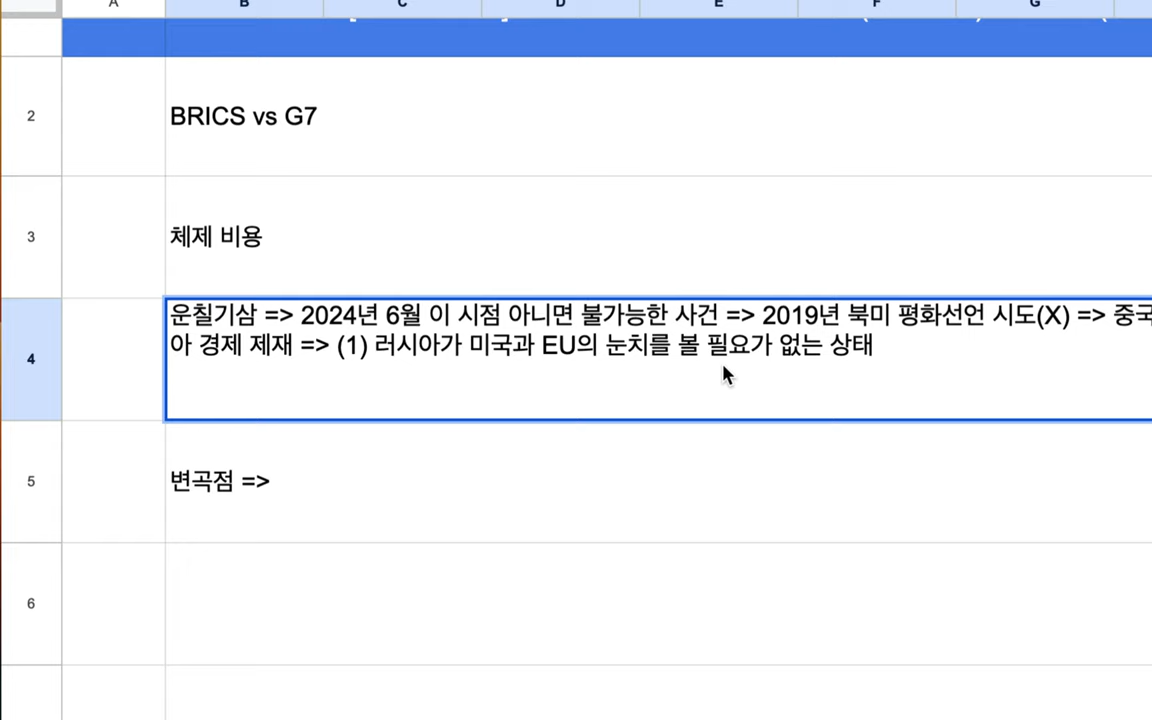 A B C D E F G
2 BRICS vs G7
3 체제 비용
운칠기삼 => 2024년 6월 이 시점 아니면 불가능한 사건 => 2019년 북미 평화선언 시도(X) => 중국
4 아 경제 제재 => (1) 러시아가 미국과 EU의 눈치를 볼 필요가 없는 상태
5 변곡점 =>
6